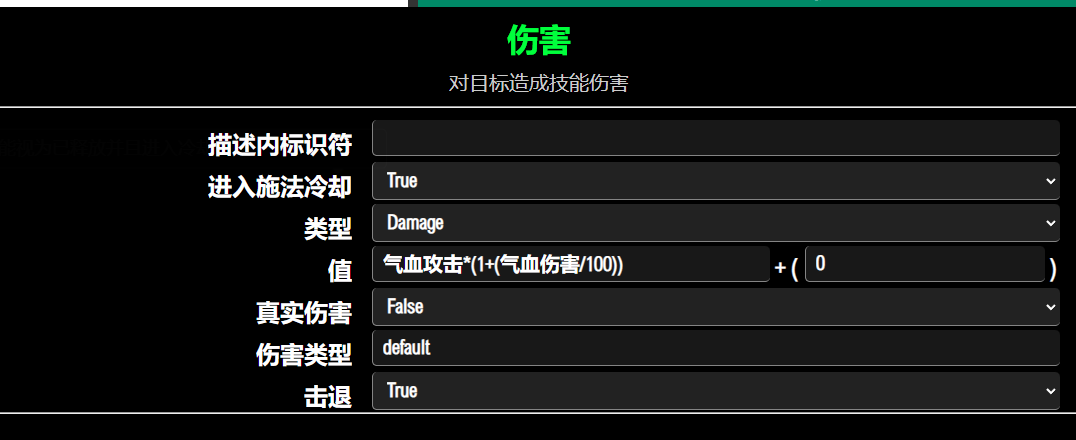 伤害
对目标造成技能伤害
描述内标识符
进入施法冷却 True
类型 Damage
值 气血攻击*(1+(气血伤害/100)) + ( 0 )
真实伤害 False
伤害类型 default
击退 True